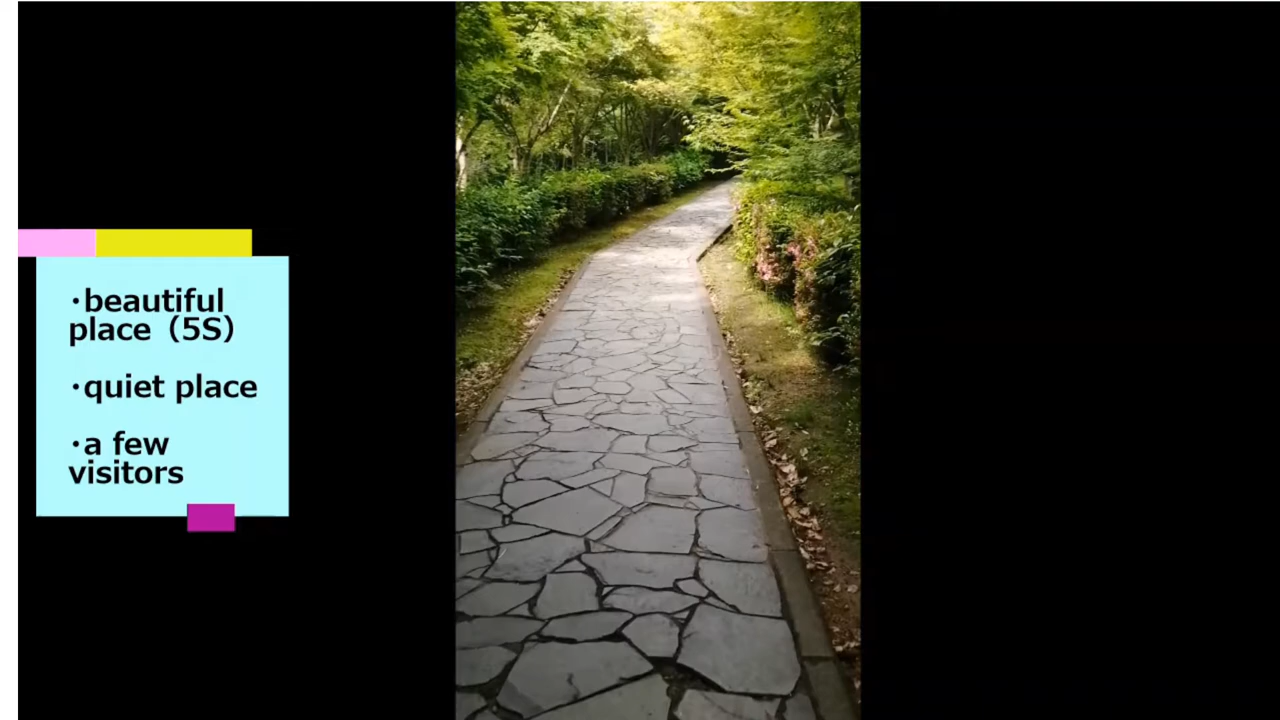 ・beautiful
place（5S）
・quiet place
・a few
visitors